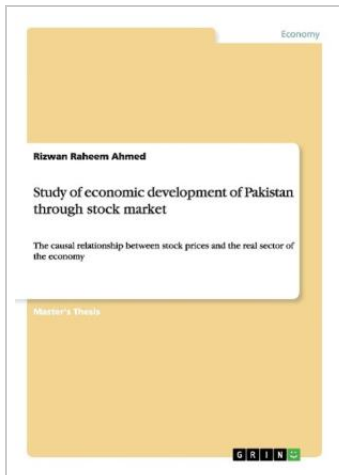 Economy
Rizwan Raheem Ahmed
Study of economic development of Pakistan
through stock market
The causal relationship between stock prices and the real sector of
the economy
Master's Thesis
GRIN